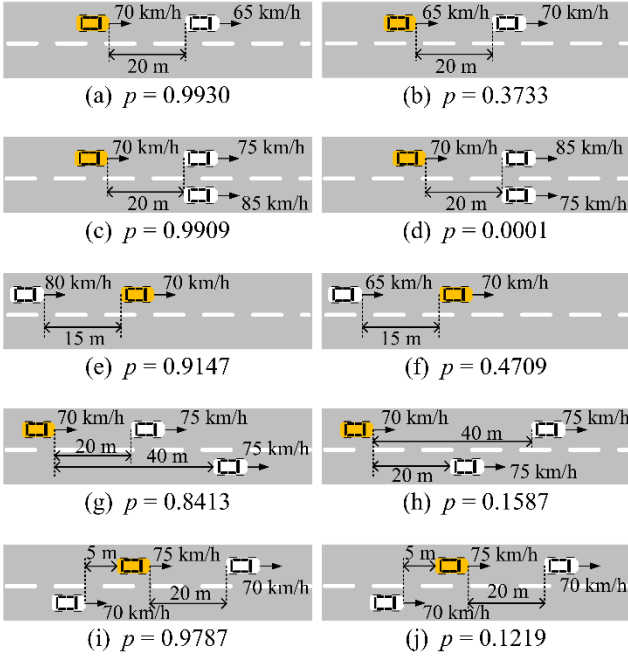 70 km/h 65 km/h
20 m
(a) p = 0.9930
65 km/h 70 km/h
20 m
(b) p = 0.3733
70 km/h 75 km/h
20 m
85 km/h
(c) p = 0.9909
70 km/h 85 km/h
20 m
75 km/h
(d) p = 0.0001
80 km/h 70 km/h
15 m
(e) p = 0.9147
65 km/h 70 km/h
15 m
(f) p = 0.4709
70 km/h 75 km/h
20 m
75 km/h
40 m
(g) p = 0.8413
70 km/h 75 km/h
40 m
20 m
75 km/h
(h) p = 0.1587
5 m 75 km/h
70 km/h
20 m
70 km/h
(i) p = 0.9787
5 m 75 km/h
70 km/h
20 m
70 km/h
(j) p = 0.1219